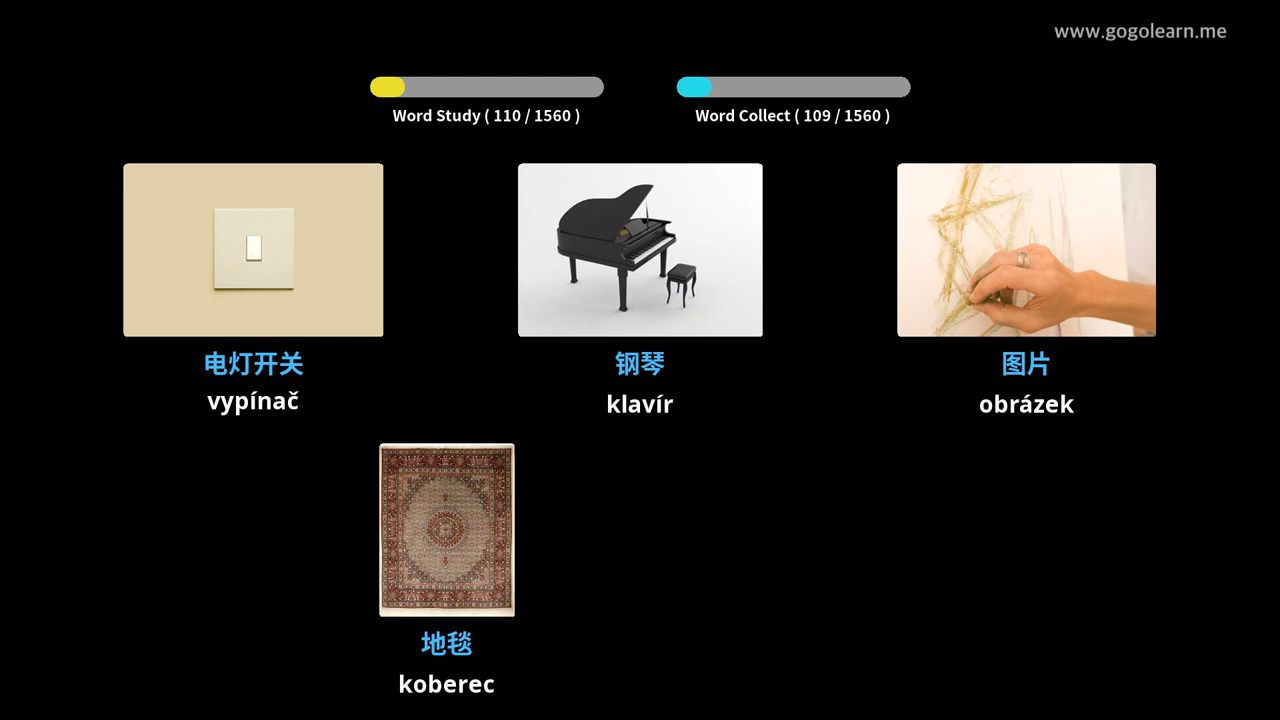 www.gogolearn.me
Word Study ( 110 / 1560 )
Word Collect ( 109 / 1560 )
电灯开关
vypínač
钢琴
klavír
图片
obrázek
地毯
koberec